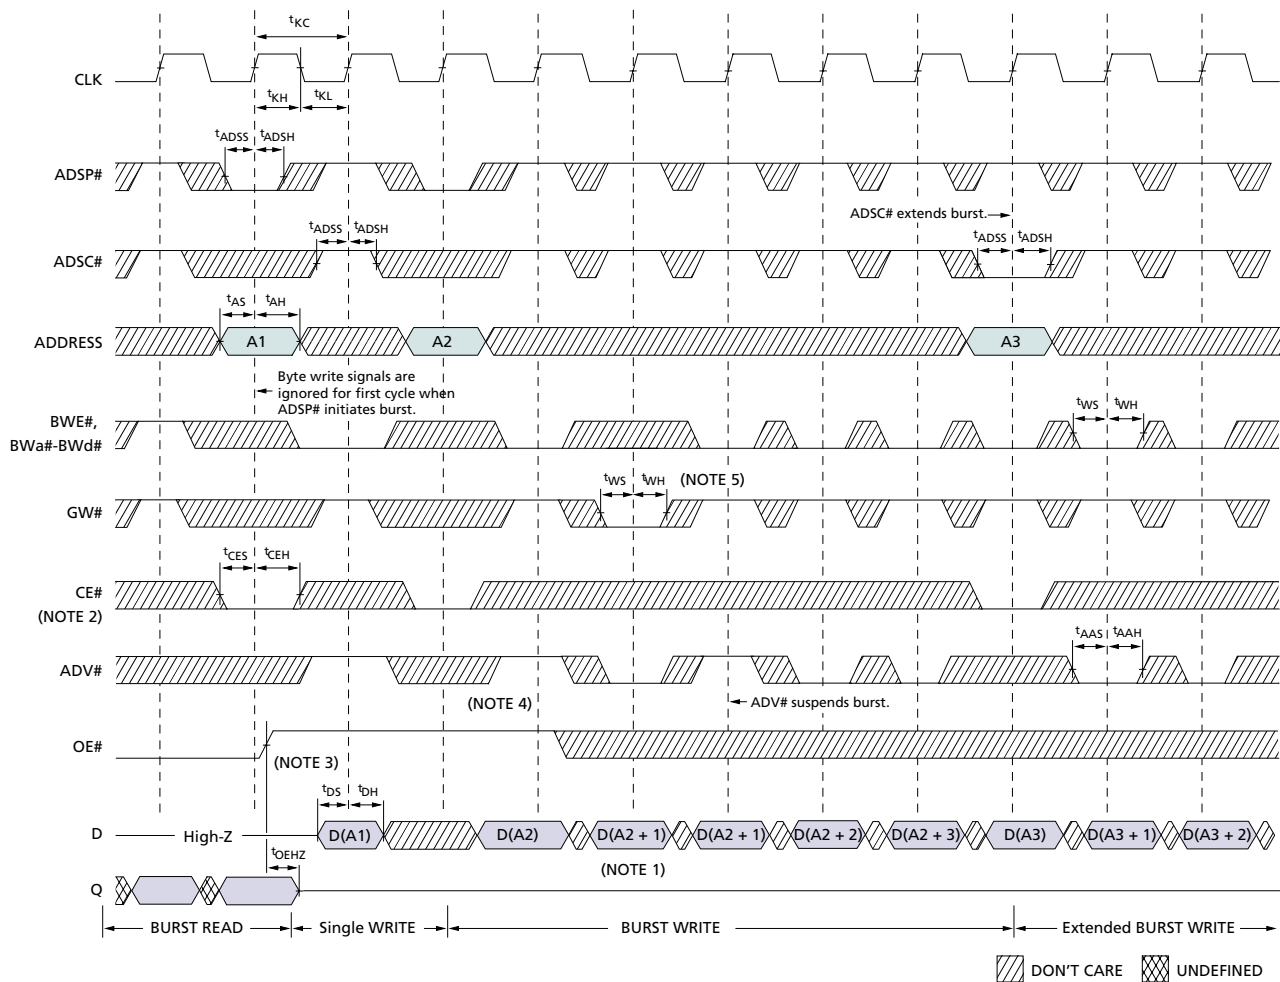 tKC
CLK
tKH tKL
tADSS tADSH
ADSP#
ADSC# extends burst.
tADSS tADSH
tADSS tADSH
ADSC#
tAS tAH
ADDRESS
A1
A2
A3
Byte write signals are
ignored for first cycle when
ADSP# initiates burst.
tWS tWH
BWE#,
BWa#-BWd#
tWS tWH
(NOTE 5)
GW#
tCES tCEH
CE#
(NOTE 2)
tAAS tAAH
ADV#
(NOTE 4)
ADV# suspends burst.
OE#
(NOTE 3)
tDS tDH
D
High-Z
D(A1)
D(A2)
D(A2 + 1)
D(A2 + 1)
D(A2 + 2)
D(A2 + 3)
D(A3)
D(A3 + 1)
D(A3 + 2)
tOEHZ
(NOTE 1)
Q
BURST READ
Single WRITE
BURST WRITE
Extended BURST WRITE
DON'T CARE
UNDEFINED